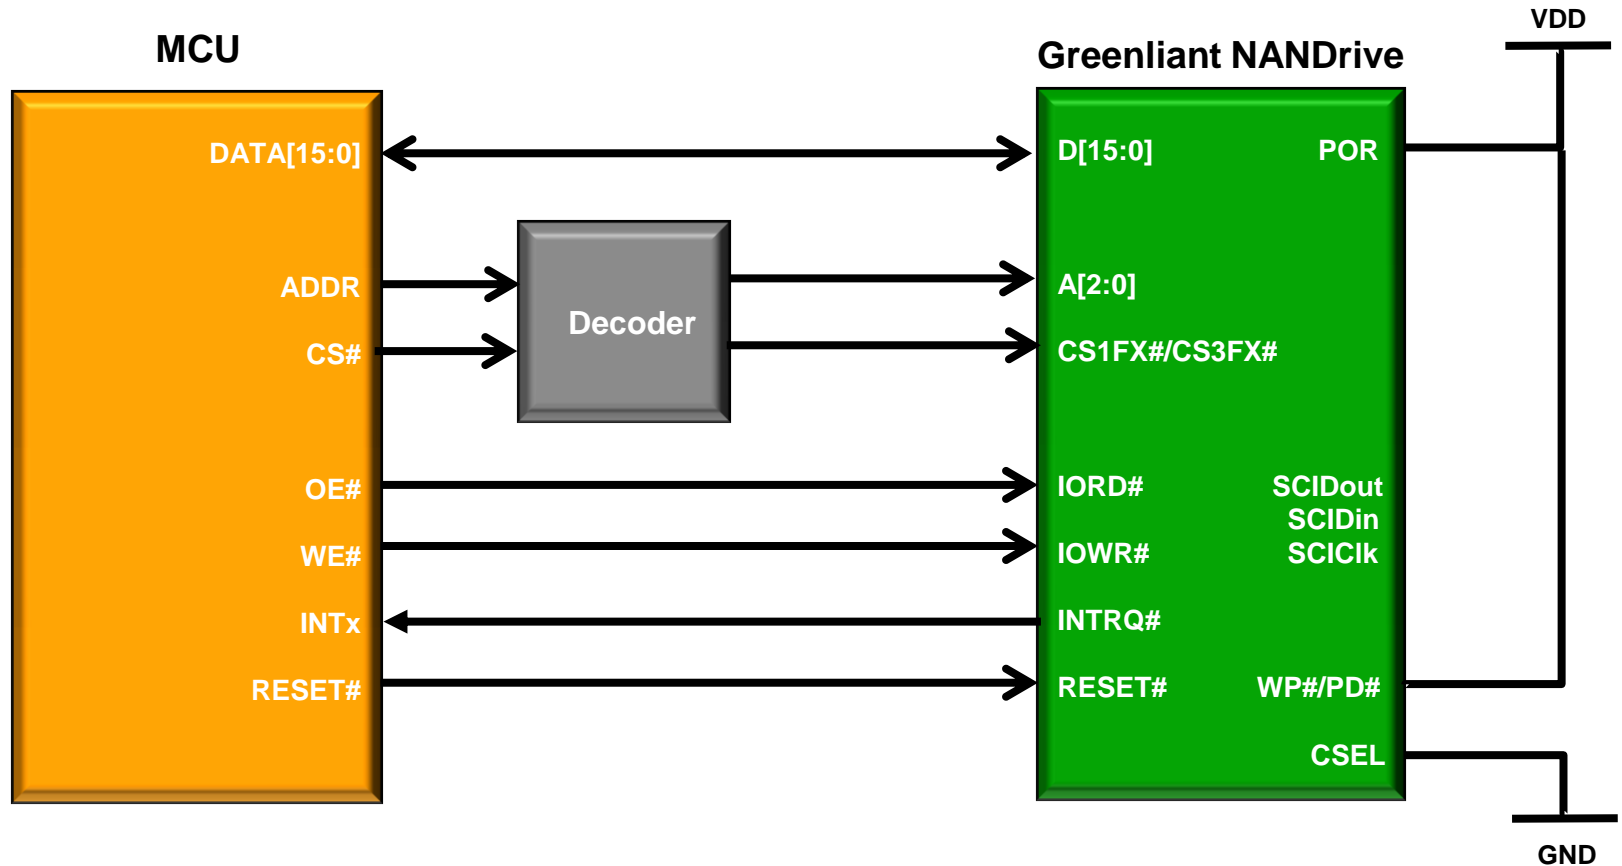 VDD
MCU
Greenliant NANDrive
DATA[15:0]
D[15:0]
POR
ADDR
A[2:0]
Decoder
CS#
CS1FX#/CS3FX#
OE#
IORD#
SCIDout
SCIDin
WE#
IOWR#
SCIClk
INTx
INTRQ#
RESET#
RESET#
WP#/PD#
CSEL
GND